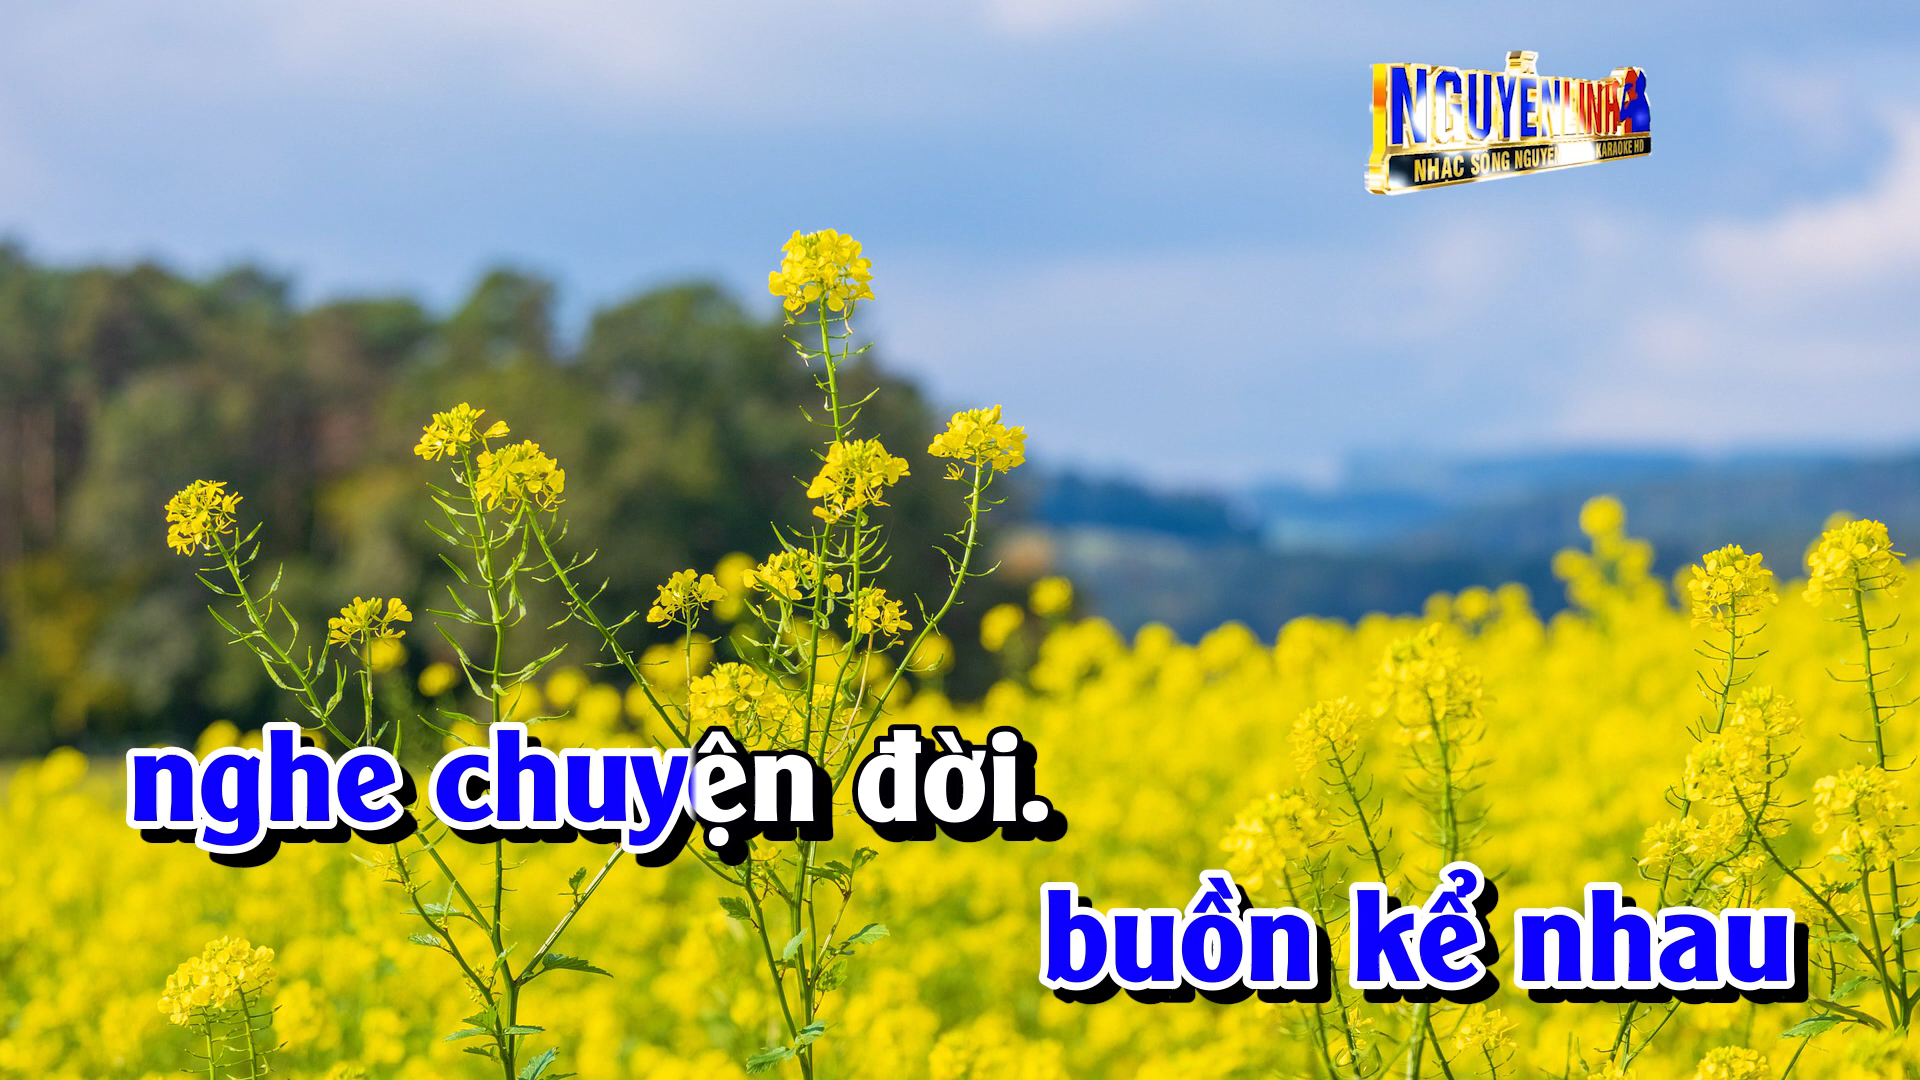 NGUYỄN LINH
NHẠC SỐNG NGUYỄN KARAOKE HD
nghe chuyện đời.
buồn kể nhau